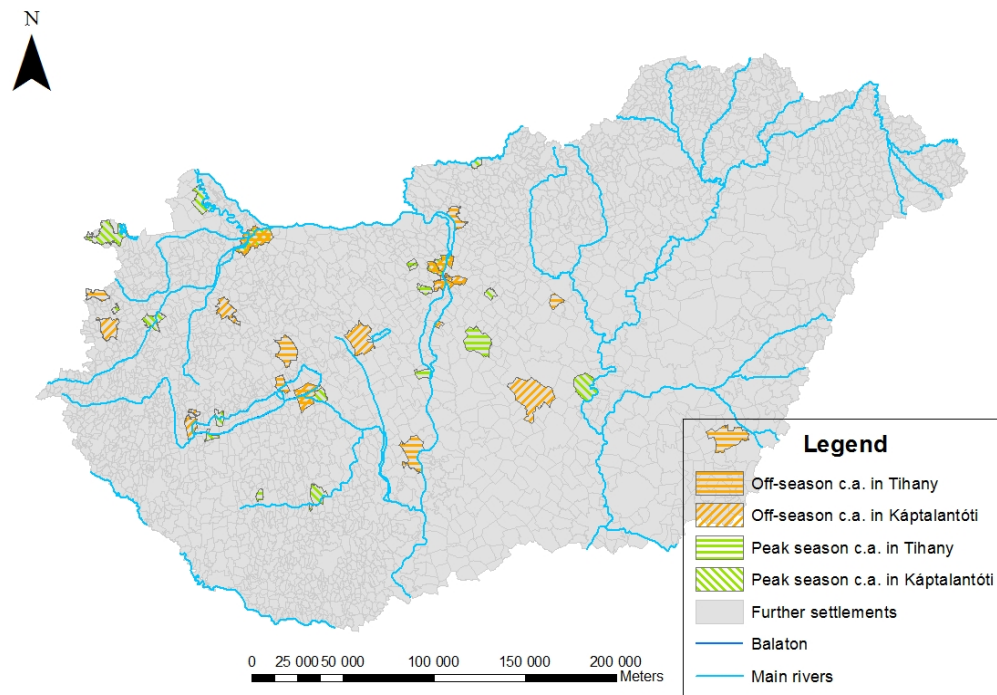 N
Legend
Off-season c.a. in Tihany
Off-season c.a. in Káptalantóti
Peak season c.a. in Tihany
Peak season c.a. in Káptalantóti
Further settlements
Balaton
Main rivers
0 25 000 50 000 100 000 150 000 200 000
Meters